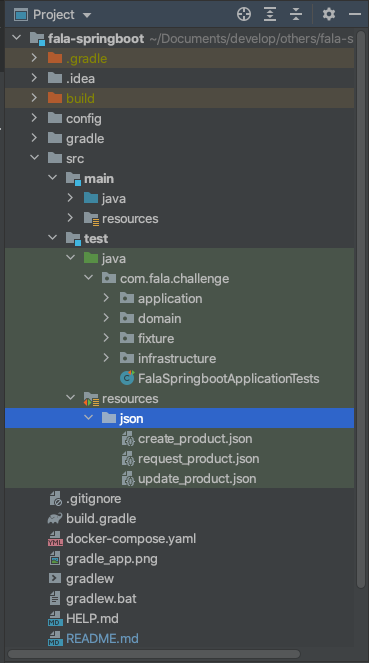 Project
fala-springboot ~/Documents/develop/others/fala-s
.gradle
.idea
build
config
gradle
src
main
java
resources
test
java
com.fala.challenge
application
domain
fixture
infrastructure
FalaSpringbootApplicationTests
resources
json
create_product.json
request_product.json
update_product.json
.gitignore
build.gradle
docker-compose.yaml
gradle_app.png
gradlew
gradlew.bat
HELP.md
README.md